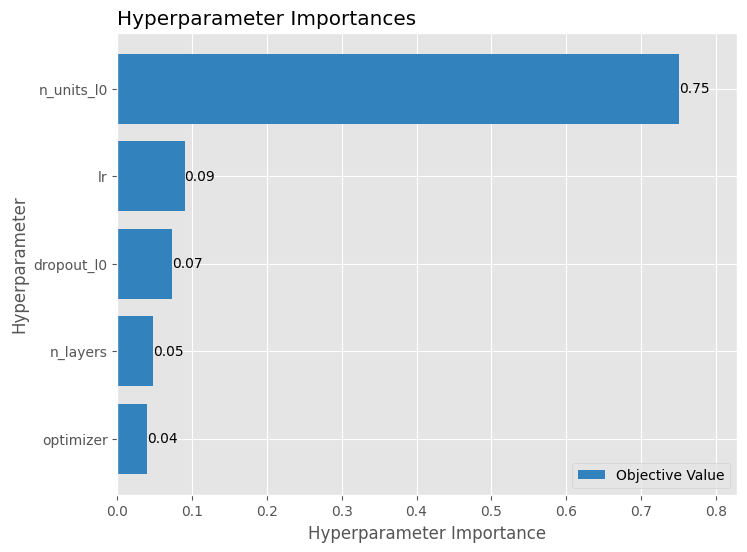 Hyperparameter Importances
Hyperparameter
n_units_l0
0.75
lr
0.09
dropout_l0
0.07
n_layers
0.05
optimizer
0.04
Objective Value
0.0 0.1 0.2 0.3 0.4 0.5 0.6 0.7 0.8
Hyperparameter Importance